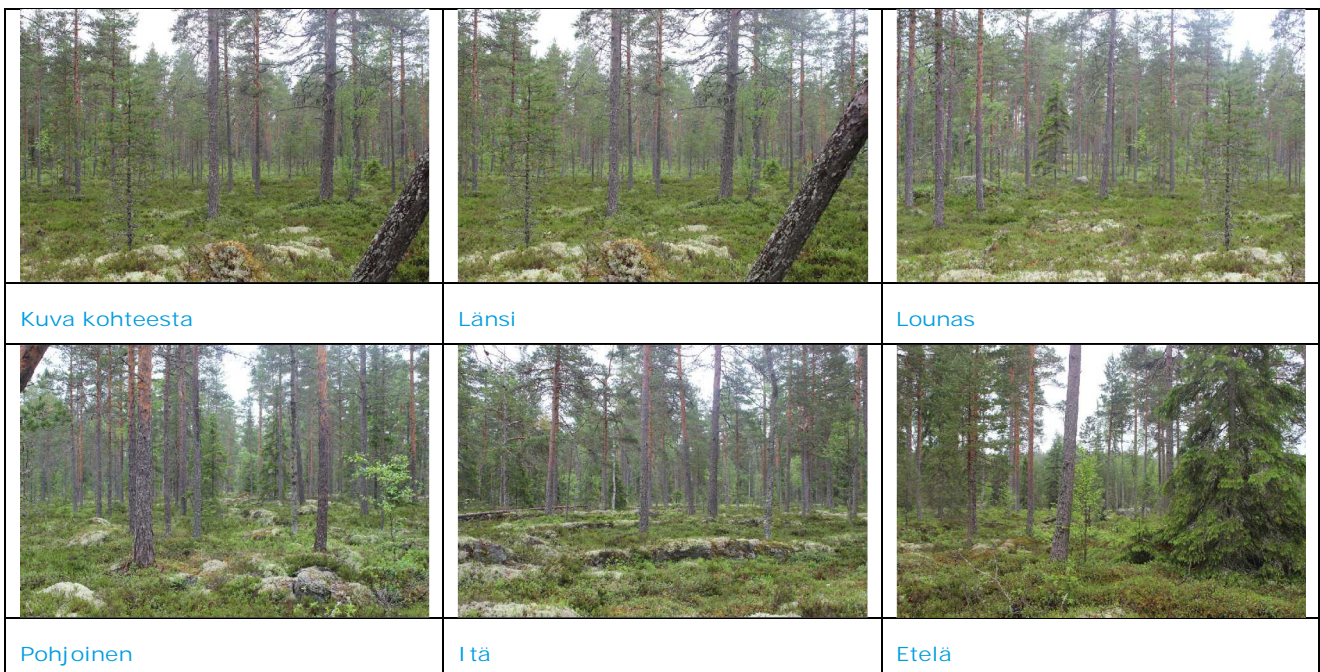 Kuva kohteesta
Länsi
Lounas
Pohjoinen
Itä
Etelä